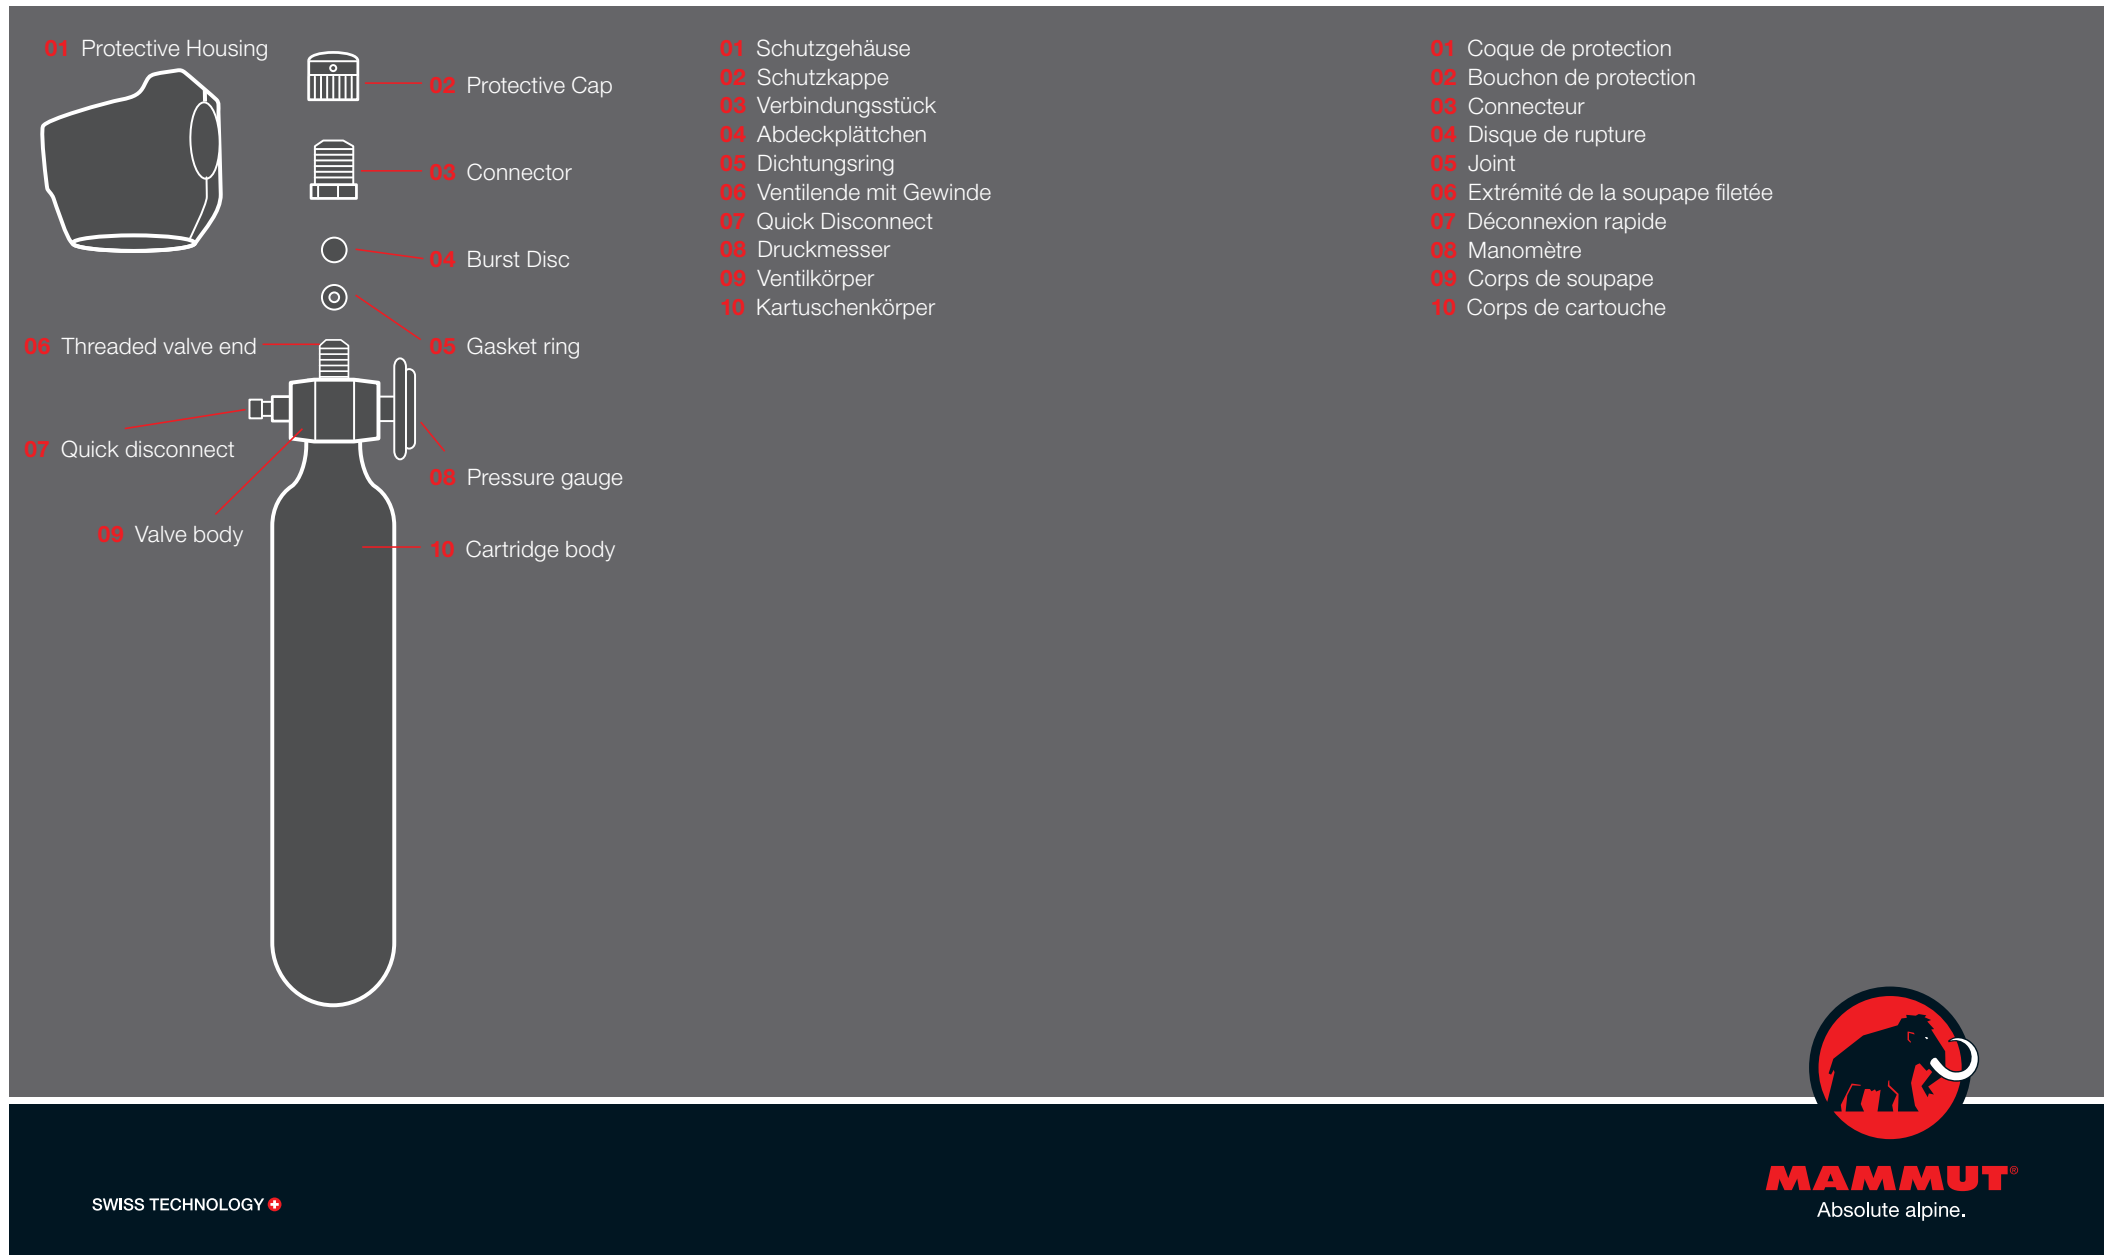 01 Protective Housing
02 Protective Cap
03 Connector
04 Burst Disc
05 Gasket ring
06 Threaded valve end
07 Quick disconnect
08 Pressure gauge
09 Valve body
10 Cartridge body
01 Schutzgehäuse
02 Schutzkappe
03 Verbindungsstück
04 Abdeckplättchen
05 Dichtungsring
06 Ventilende mit Gewinde
07 Quick Disconnect
08 Druckmesser
09 Ventilkörper
10 Kartuschenkörper
01 Coque de protection
02 Bouchon de protection
03 Connecteur
04 Disque de rupture
05 Joint
06 Extrémité de la soupape filetée
07 Déconnexion rapide
08 Manomètre
09 Corps de soupape
10 Corps de cartouche
SWISS TECHNOLOGY
MAMMUT®
Absolute alpine.